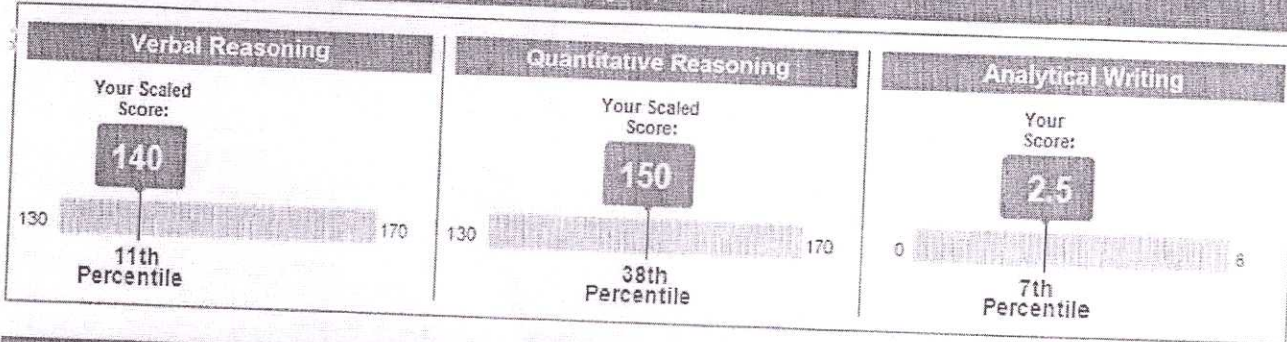 Verbal Reasoning
Your Scaled
Score:
140
130
170
11th
Percentile
Quantitative Reasoning
Your Scaled
Score:
150
130
170
38th
Percentile
Analytical Writing
Your
Score:
2.5
0
6
7th
Percentile